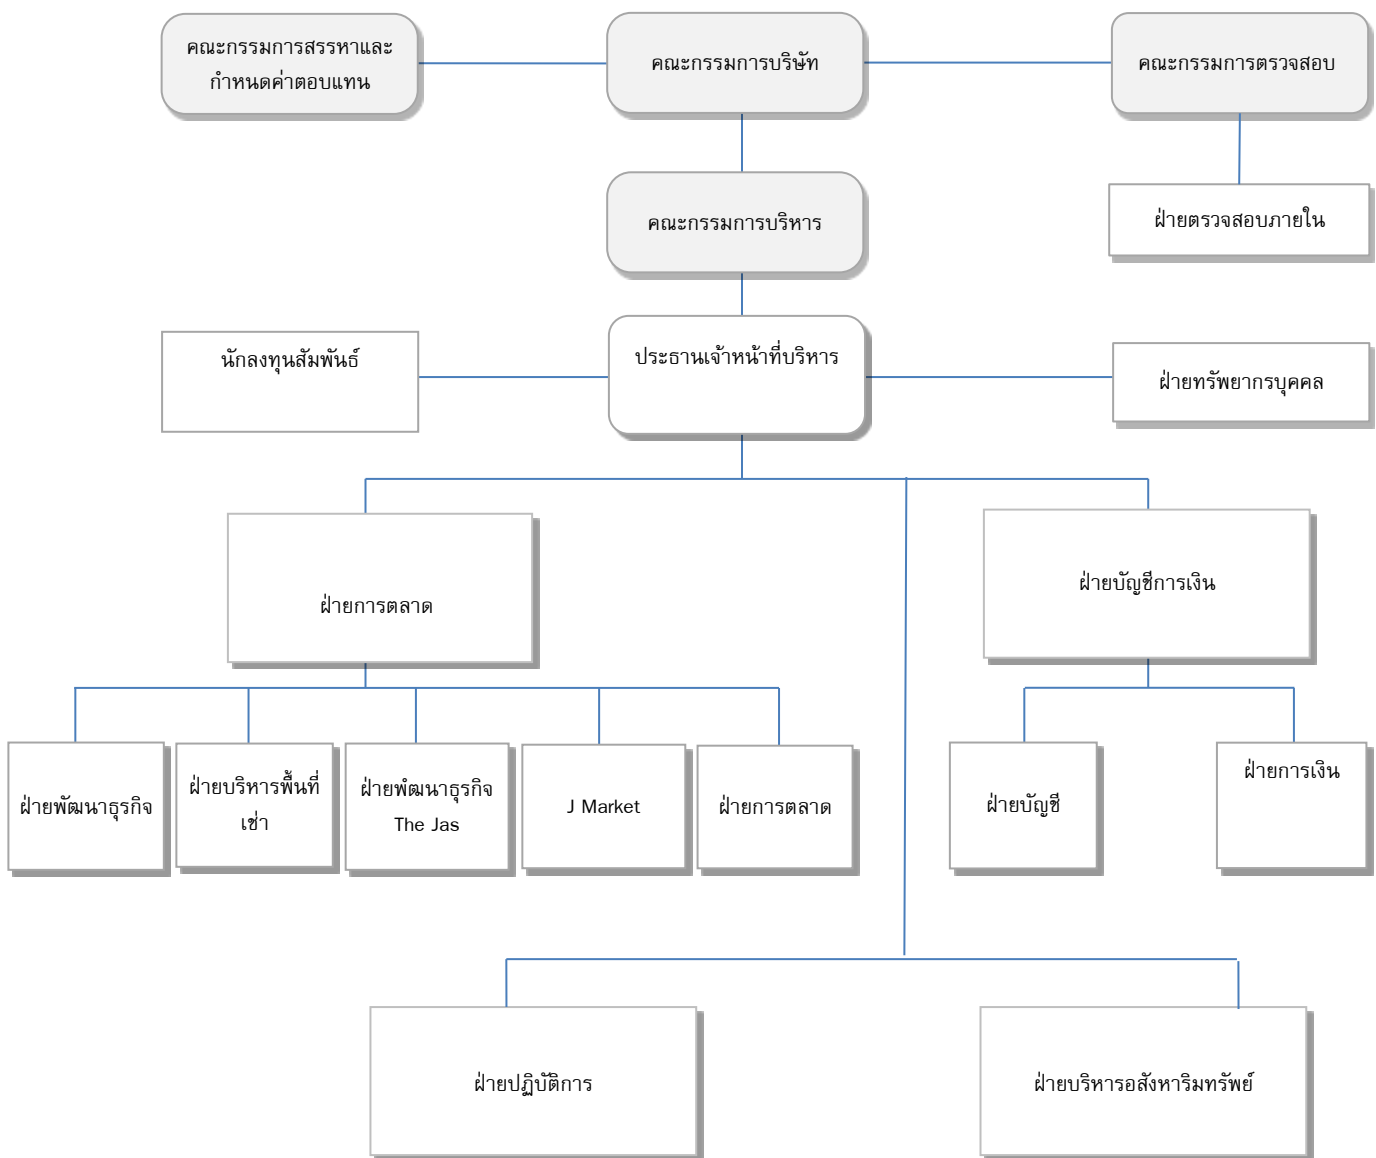 คณะกรรมการสรรหาและ
กำหนดค่าตอบแทน
คณะกรรมการบริษัท
คณะกรรมการตรวจสอบ
คณะกรรมการบริหาร
ฝ่ายตรวจสอบภายใน
นักลงทุนสัมพันธ์
ประธานเจ้าหน้าที่บริหาร
ฝ่ายทรัพยากรบุคคล
ฝ่ายการตลาด
ฝ่ายบัญชีการเงิน
ฝ่ายพัฒนาธุรกิจ
ฝ่ายบริหารพื้นที่
เช่า
ฝ่ายพํฒนาธุรกิจ
The Jas
J Market
ฝ่ายการตลาด
ฝ่ายบัญชี
ฝ่ายการเงิน
ฝ่ายปฏิบัติการ
ฝ่ายบริหารอสังหาริมทรัพย์